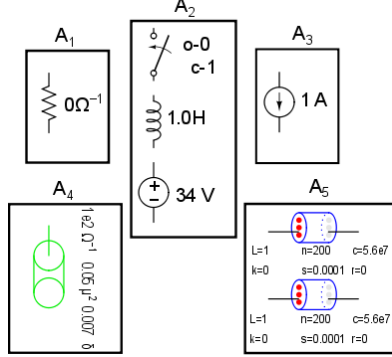 A1
0Ω⁻¹
A2
o-0
c-1
1.0H
34 V
A3
1 A
A4
1e2 Ω⁻¹ 0.05 μ² 0.007 δ
A5
L=1 n=200 c=5.6e7
k=0 s=0.0001 r=0
L=1 n=200 c=5.6e7
k=0 s=0.0001 r=0